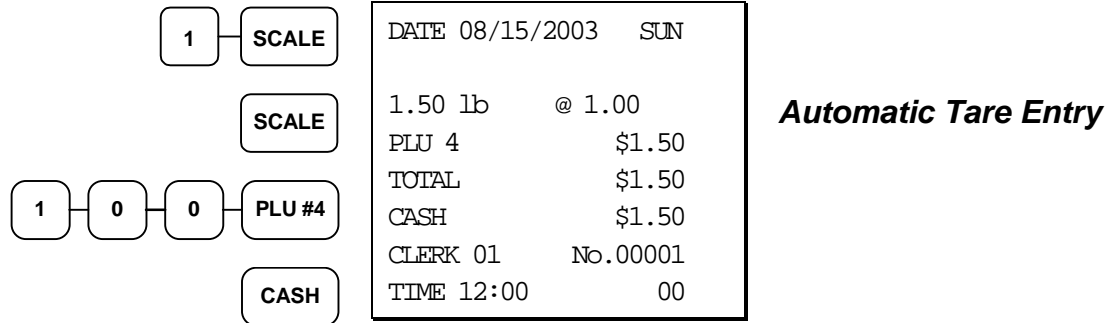 1 SCALE
SCALE
1 0 0 PLU #4
CASH
DATE 08/15/2003 SUN
1.50 lb @ 1.00
PLU 4 $1.50
TOTAL $1.50
CASH $1.50
CLERK 01 No.00001
TIME 12:00 00
Automatic Tare Entry